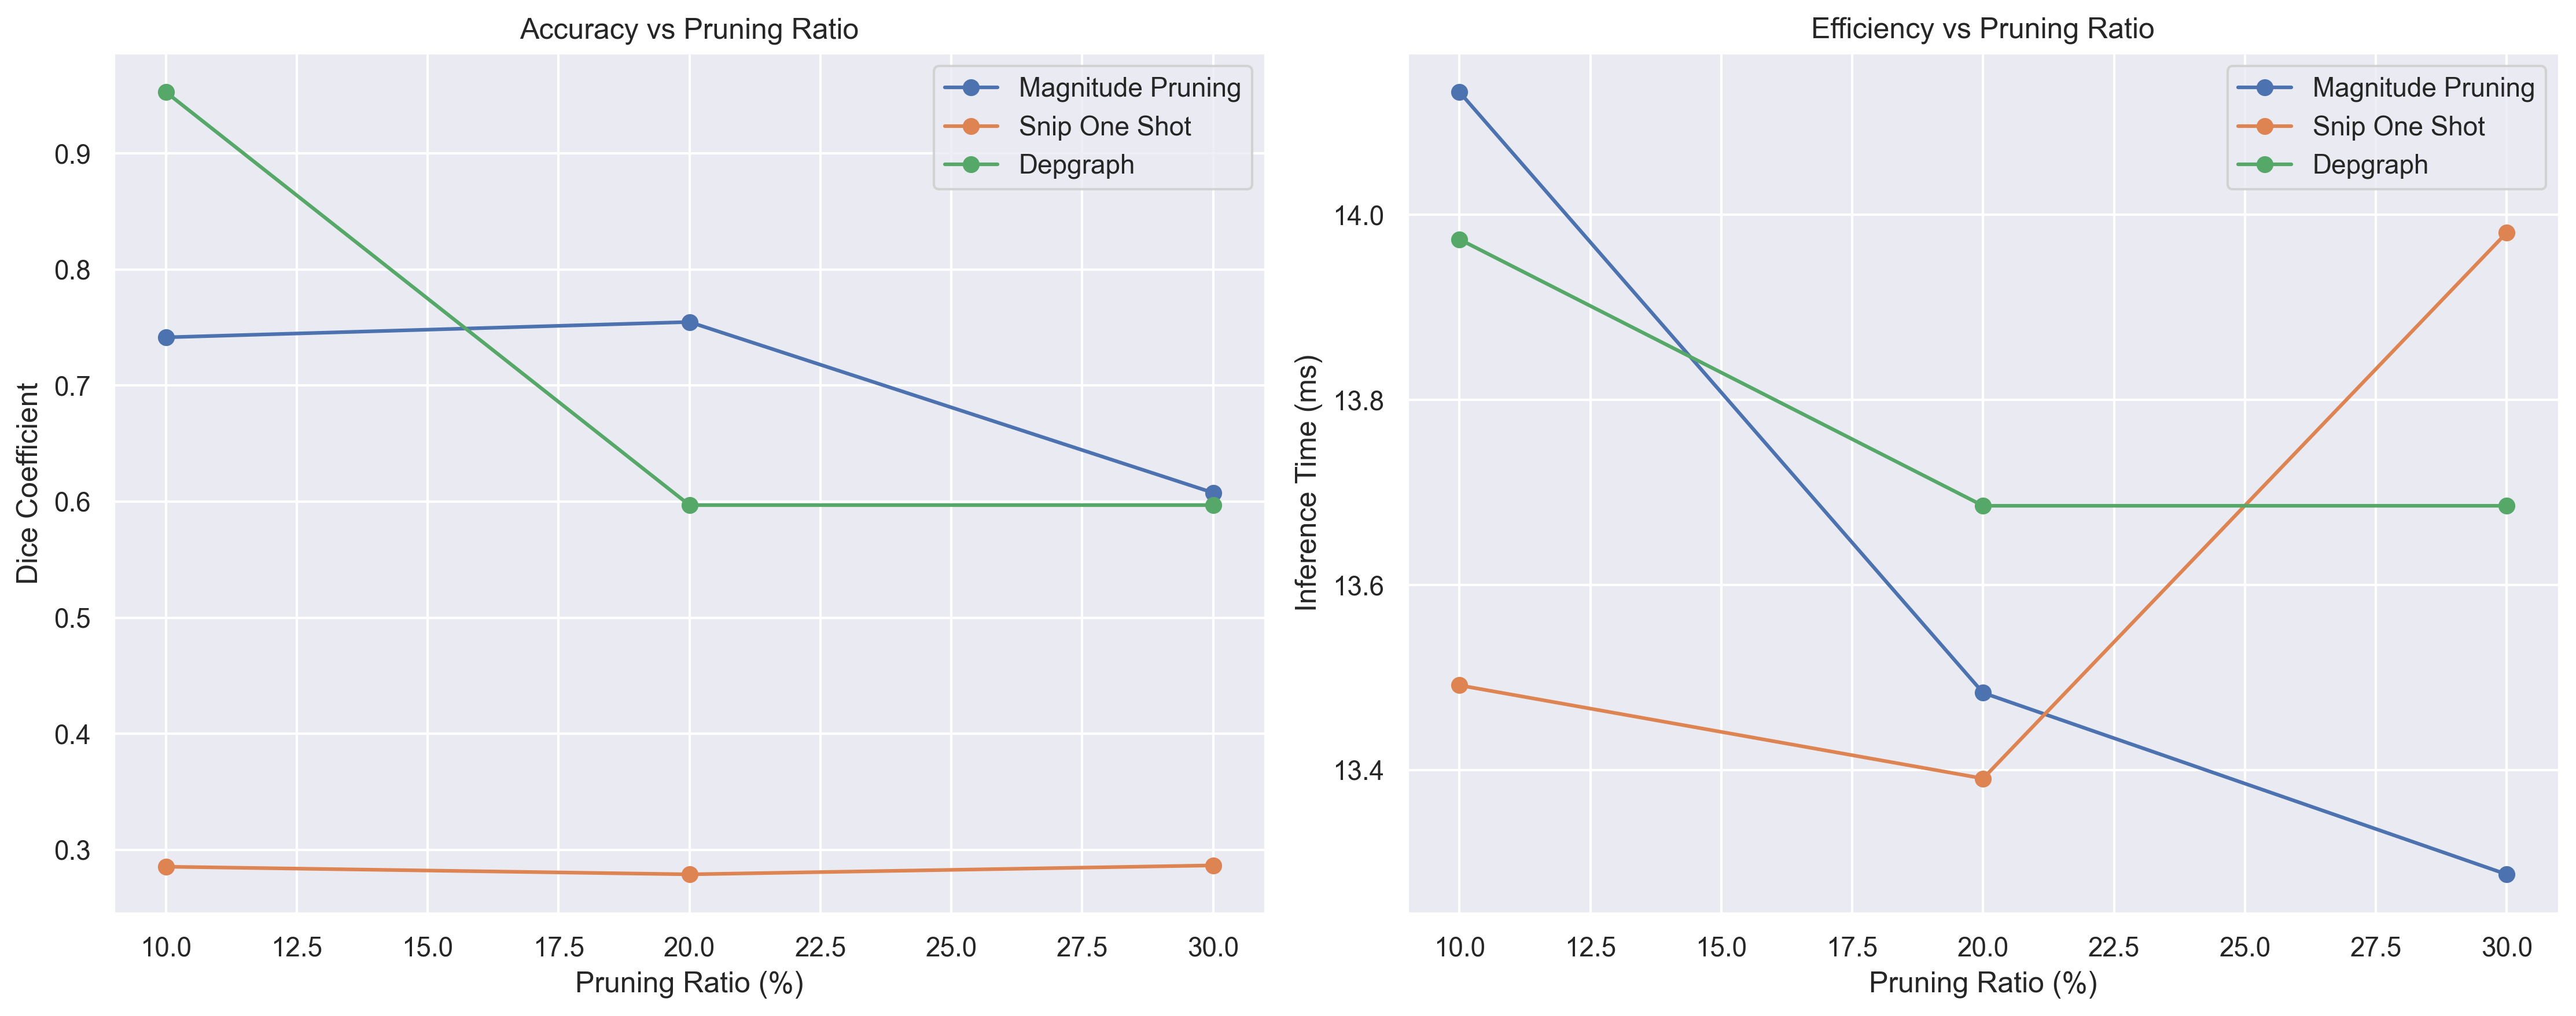 Accuracy vs Pruning Ratio
Magnitude Pruning
Snip One Shot
Depgraph
Dice Coefficient
0.9
0.8
0.7
0.6
0.5
0.4
0.3
10.0 12.5 15.0 17.5 20.0 22.5 25.0 27.5 30.0
Pruning Ratio (%)
Efficiency vs Pruning Ratio
Magnitude Pruning
Snip One Shot
Depgraph
Inference Time (ms)
14.0
13.8
13.6
13.4
10.0 12.5 15.0 17.5 20.0 22.5 25.0 27.5 30.0
Pruning Ratio (%)